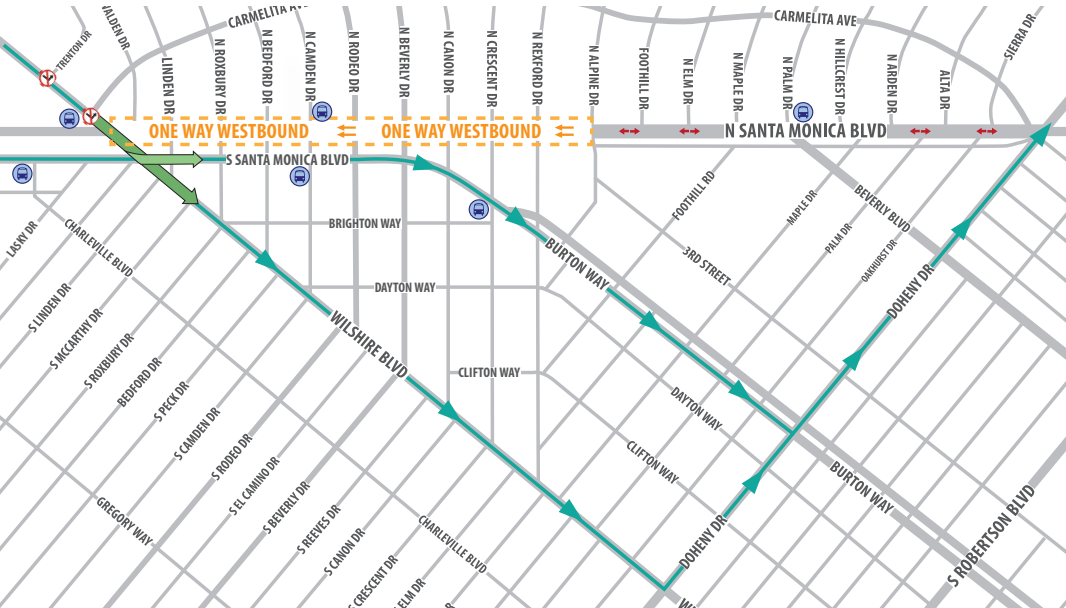 CARMELITA AVE
CARMELITA AVE
WALDEN DR
TRENTON DR
LINDEN DR
N ROXBURY DR
N BEDFORD DR
N CAMDEN DR
N RODEO DR
N BEVERLY DR
N CANON DR
N CRESCENT DR
N REXFORD DR
N ALPINE DR
FOOTHILL DR
N ELM DR
N MAPLE DR
N PALM DR
N HILLCREST DR
N ARDEN DR
ALTA DR
SIERRA DR
ONE WAY WESTBOUND
ONE WAY WESTBOUND
N SANTA MONICA BLVD
S SANTA MONICA BLVD
BRIGHTON WAY
DAYTON WAY
CLIFTON WAY
BURTON WAY
WILSHIRE BLVD
FOOTHILL RD
3RD STREET
MAPLE DR
PALM DR
OAKHURST DR
BEVERLY BLVD
DOHENY DR
LASKY DR
CHARLEVILLE BLVD
S LINDEN DR
S MCCARTHY DR
S ROXBURY DR
BEDFORD DR
S PECK DR
S CAMDEN DR
S RODEO DR
S EL CAMINO DR
S BEVERLY DR
S REEVES DR
S CANON DR
S CRESCENT DR
ELM DR
GREGORY WAY
CHARLEVILLE BLVD
DAYTON WAY
CLIFTON WAY
BURTON WAY
DOHENY DR
S ROBERTSON BLVD